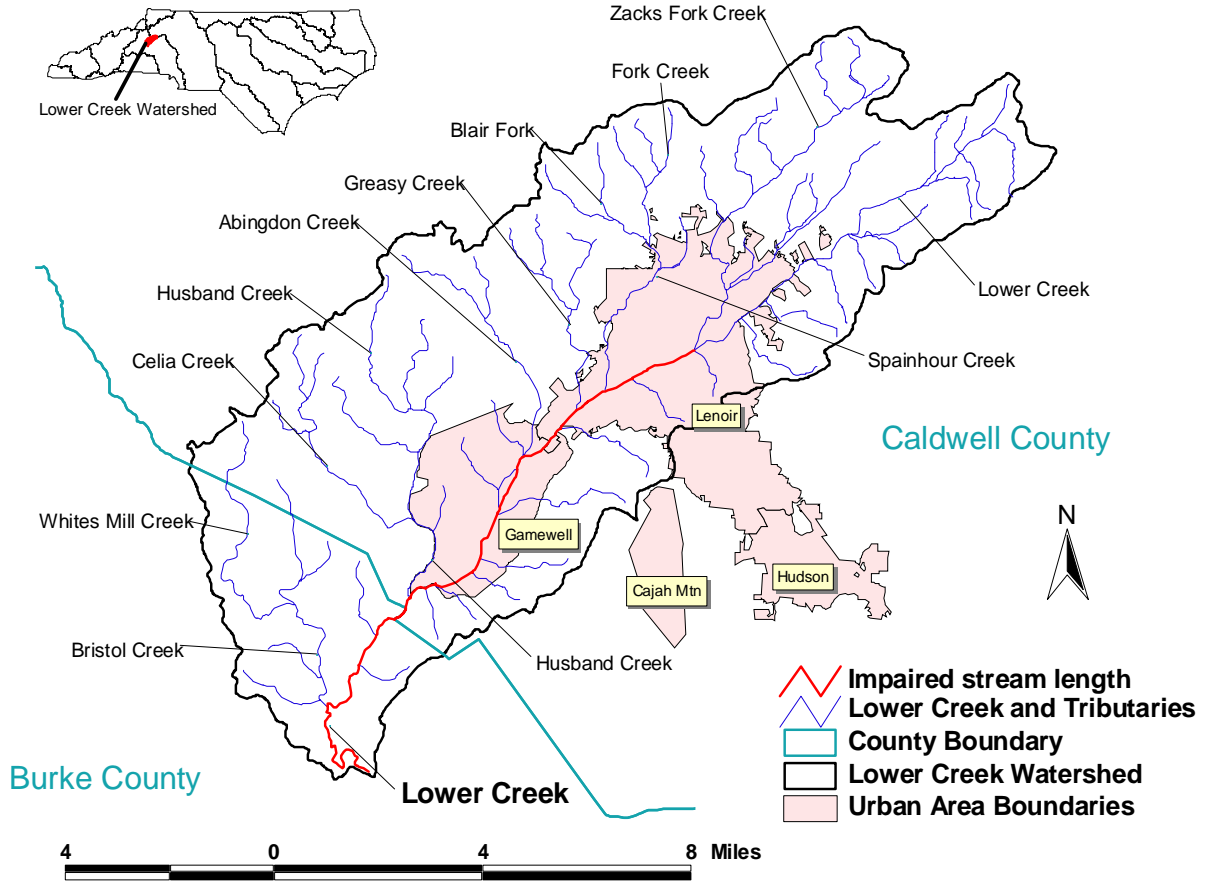 Zacks Fork Creek
Fork Creek
Lower Creek Watershed
Blair Fork
Greasy Creek
Abingdon Creek
Husband Creek
Lower Creek
Celia Creek
Spainhour Creek
Lenoir
Caldwell County
Whites Mill Creek
Gamewell
N
Cajah Mtn
Hudson
Bristol Creek
Husband Creek
Impaired stream length
Lower Creek and Tributaries
County Boundary
Lower Creek Watershed
Urban Area Boundaries
Burke County
Lower Creek
4 0 4 8 Miles